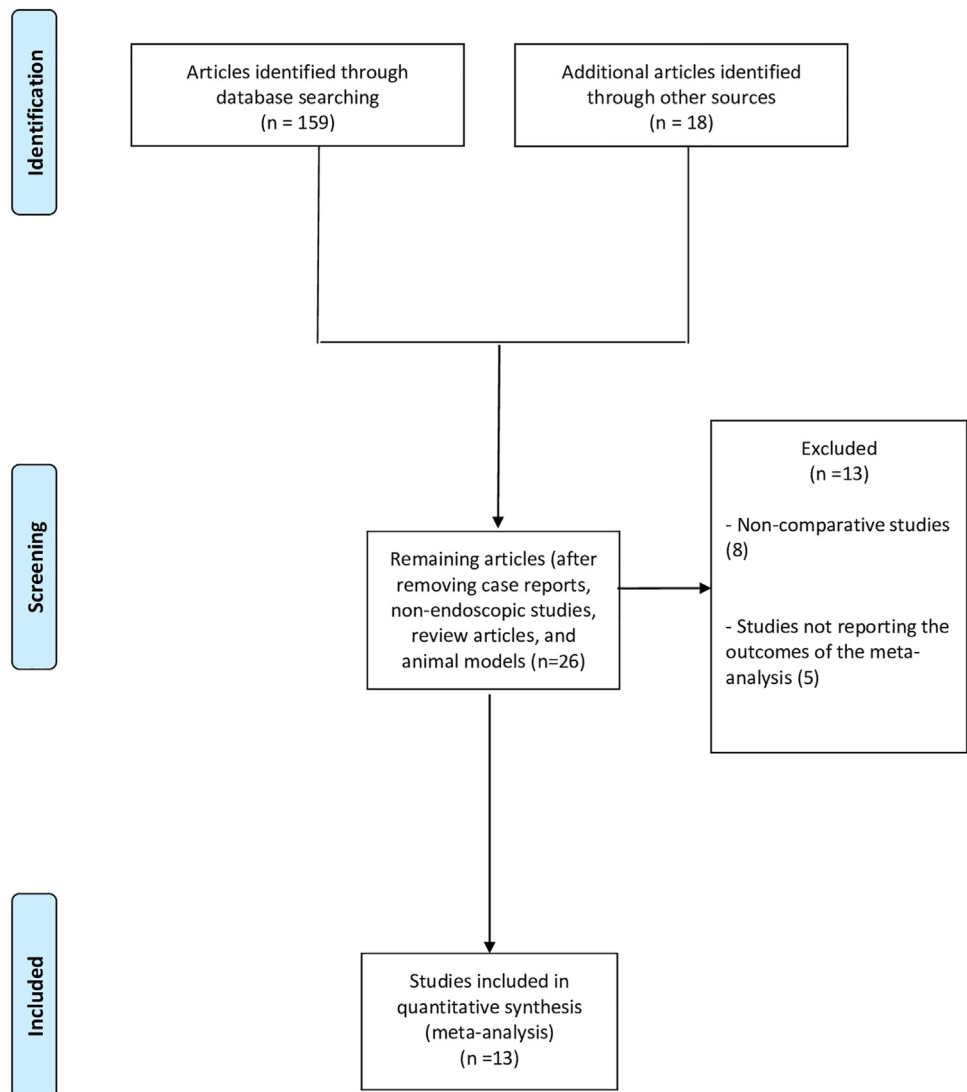 Identification
Articles identified through
database searching
(n = 159)
Additional articles identified
through other sources
(n = 18)
Screening
Remaining articles (after
removing case reports,
non-endoscopic studies,
review articles, and
animal models (n=26)
Excluded
(n =13)
- Non-comparative studies
(8)
- Studies not reporting the
outcomes of the meta-
analysis (5)
Included
Studies included in
quantitative synthesis
(meta-analysis)
(n =13)